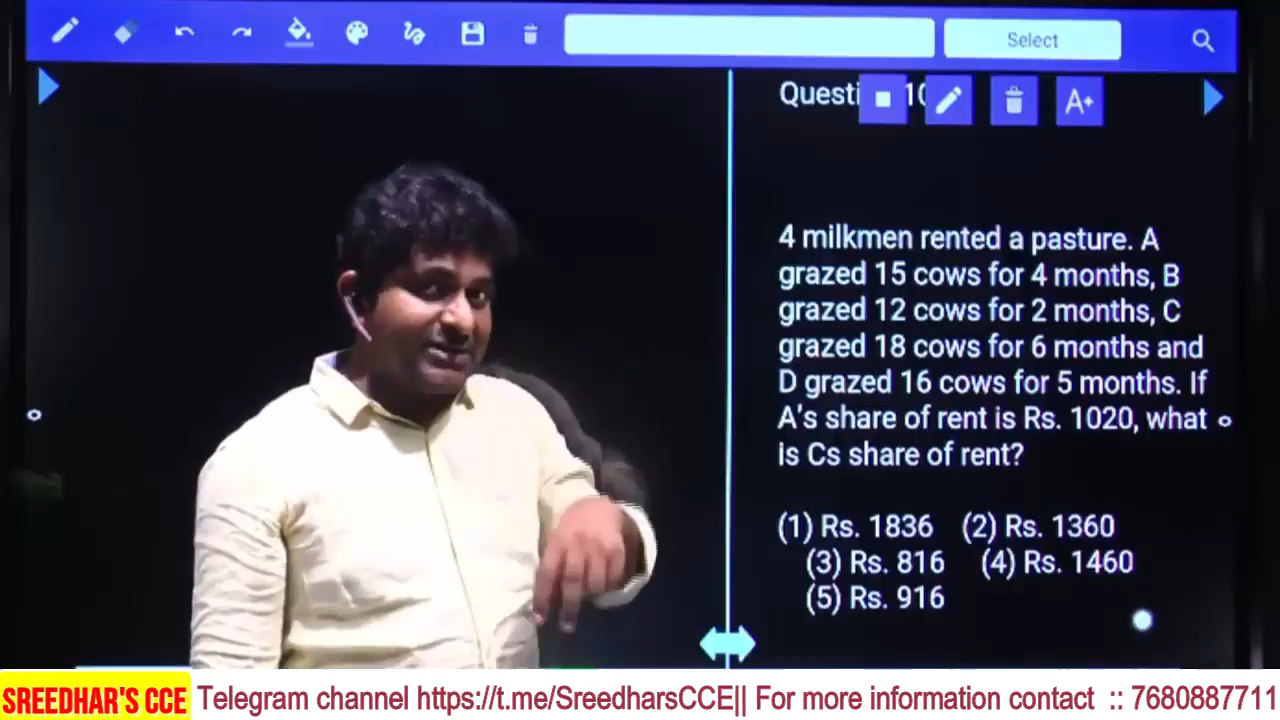 Select
Questi 10
A+
4 milkmen rented a pasture. A
grazed 15 cows for 4 months, B
grazed 12 cows for 2 months, C
grazed 18 cows for 6 months and
D grazed 16 cows for 5 months. If
A's share of rent is Rs. 1020, what
is Cs share of rent?
(1) Rs. 1836 (2) Rs. 1360
(3) Rs. 816 (4) Rs. 1460
(5) Rs. 916
SREEDHAR'S CCE Telegram channel https://t.me/SreedharsCCE|| For more information contact :: 7680887711